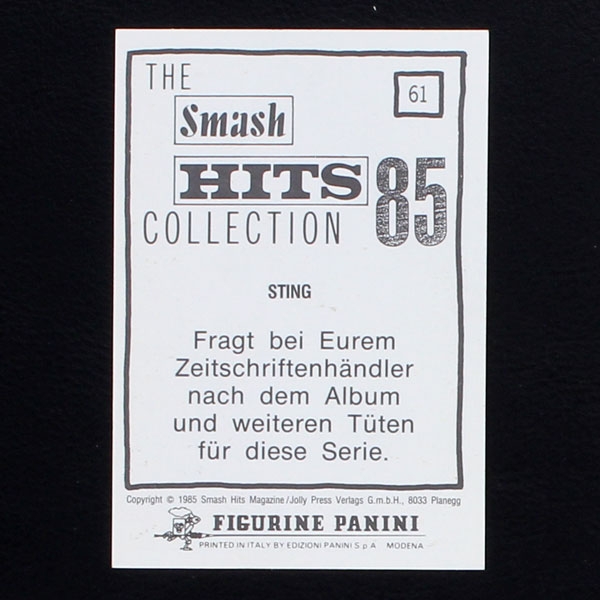 THE
61
Smash
HITS
85
COLLECTION
STING
Fragt bei Eurem
Zeitschriftenhändler
nach dem Album
und weiteren Tüten
für diese Serie.
Copyright © 1985 Smash Hits Magazine/Jolly Press Verlags G.m.b.H., 8033 Planegg
FIGURINE PANINI
PRINTED IN ITALY BY EDIZIONI PANINI S.p.A. MODENA